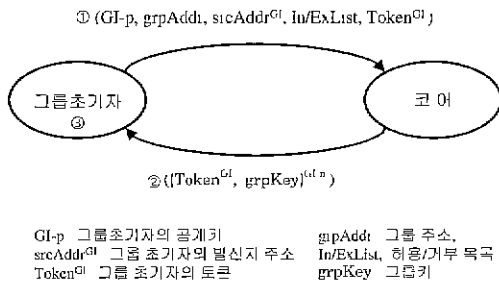 ① (GI-p, grpAddr, srcAddr^GI, In/ExList, Token^GI)
그룹초기자
③
코어
②((Token^GI, grpKey)^GI-p)
GI-p 그룹초기자의 공개키
grpAddr 그룹 주소,
srcAddr^GI 그룹 초기자의 발신지 주소
In/ExList, 허용/거부 목록
Token^GI 그룹 초기자의 토큰
grpKey 그룹키